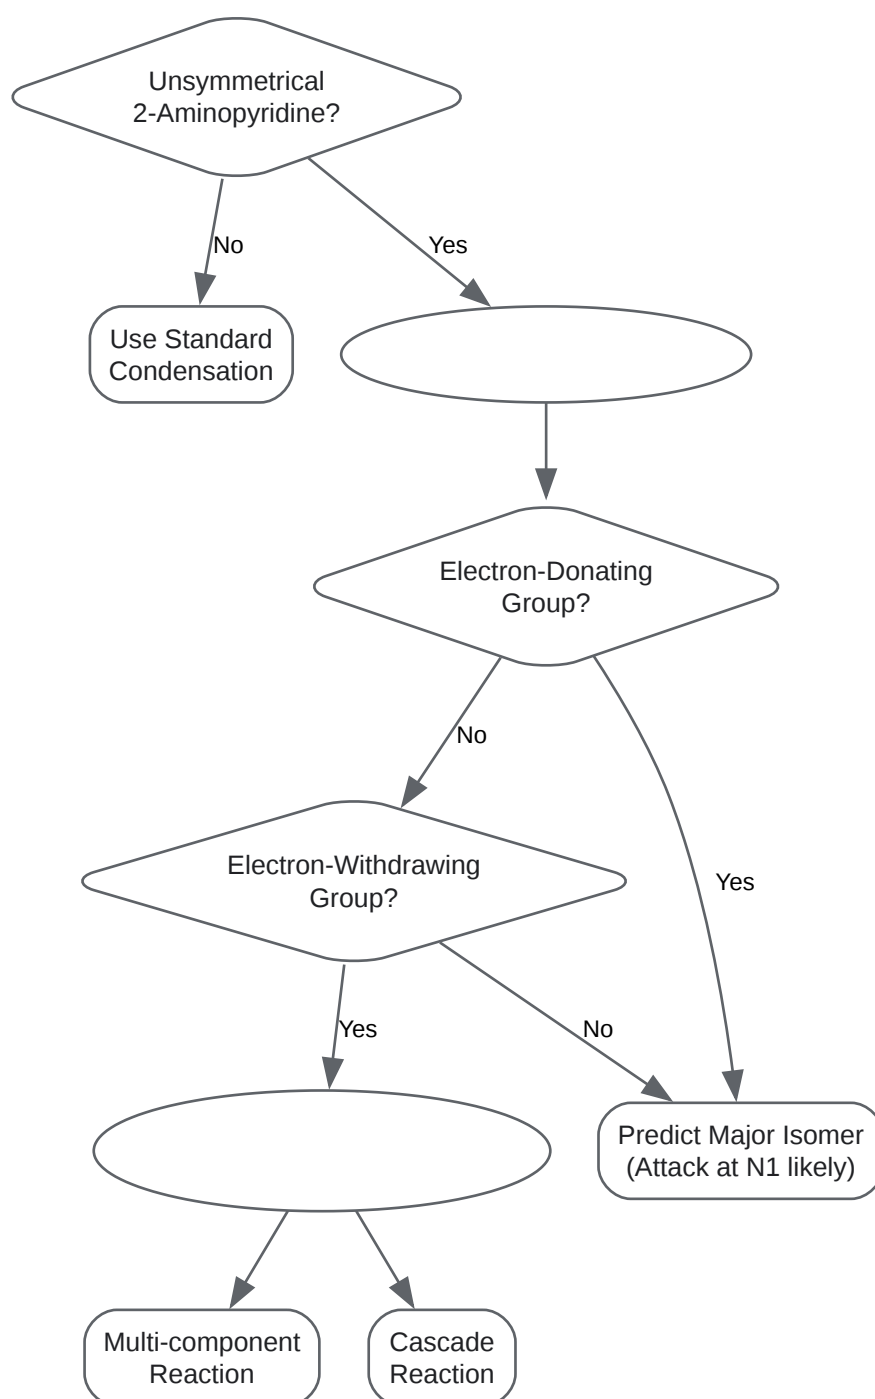 Unsymmetrical
2-Aminopyridine?
No
Yes
Use Standard
Condensation
Electron-Donating
Group?
No
Yes
Electron-Withdrawing
Group?
Yes
No
Predict Major Isomer
(Attack at N1 likely)
Multi-component
Reaction
Cascade
Reaction